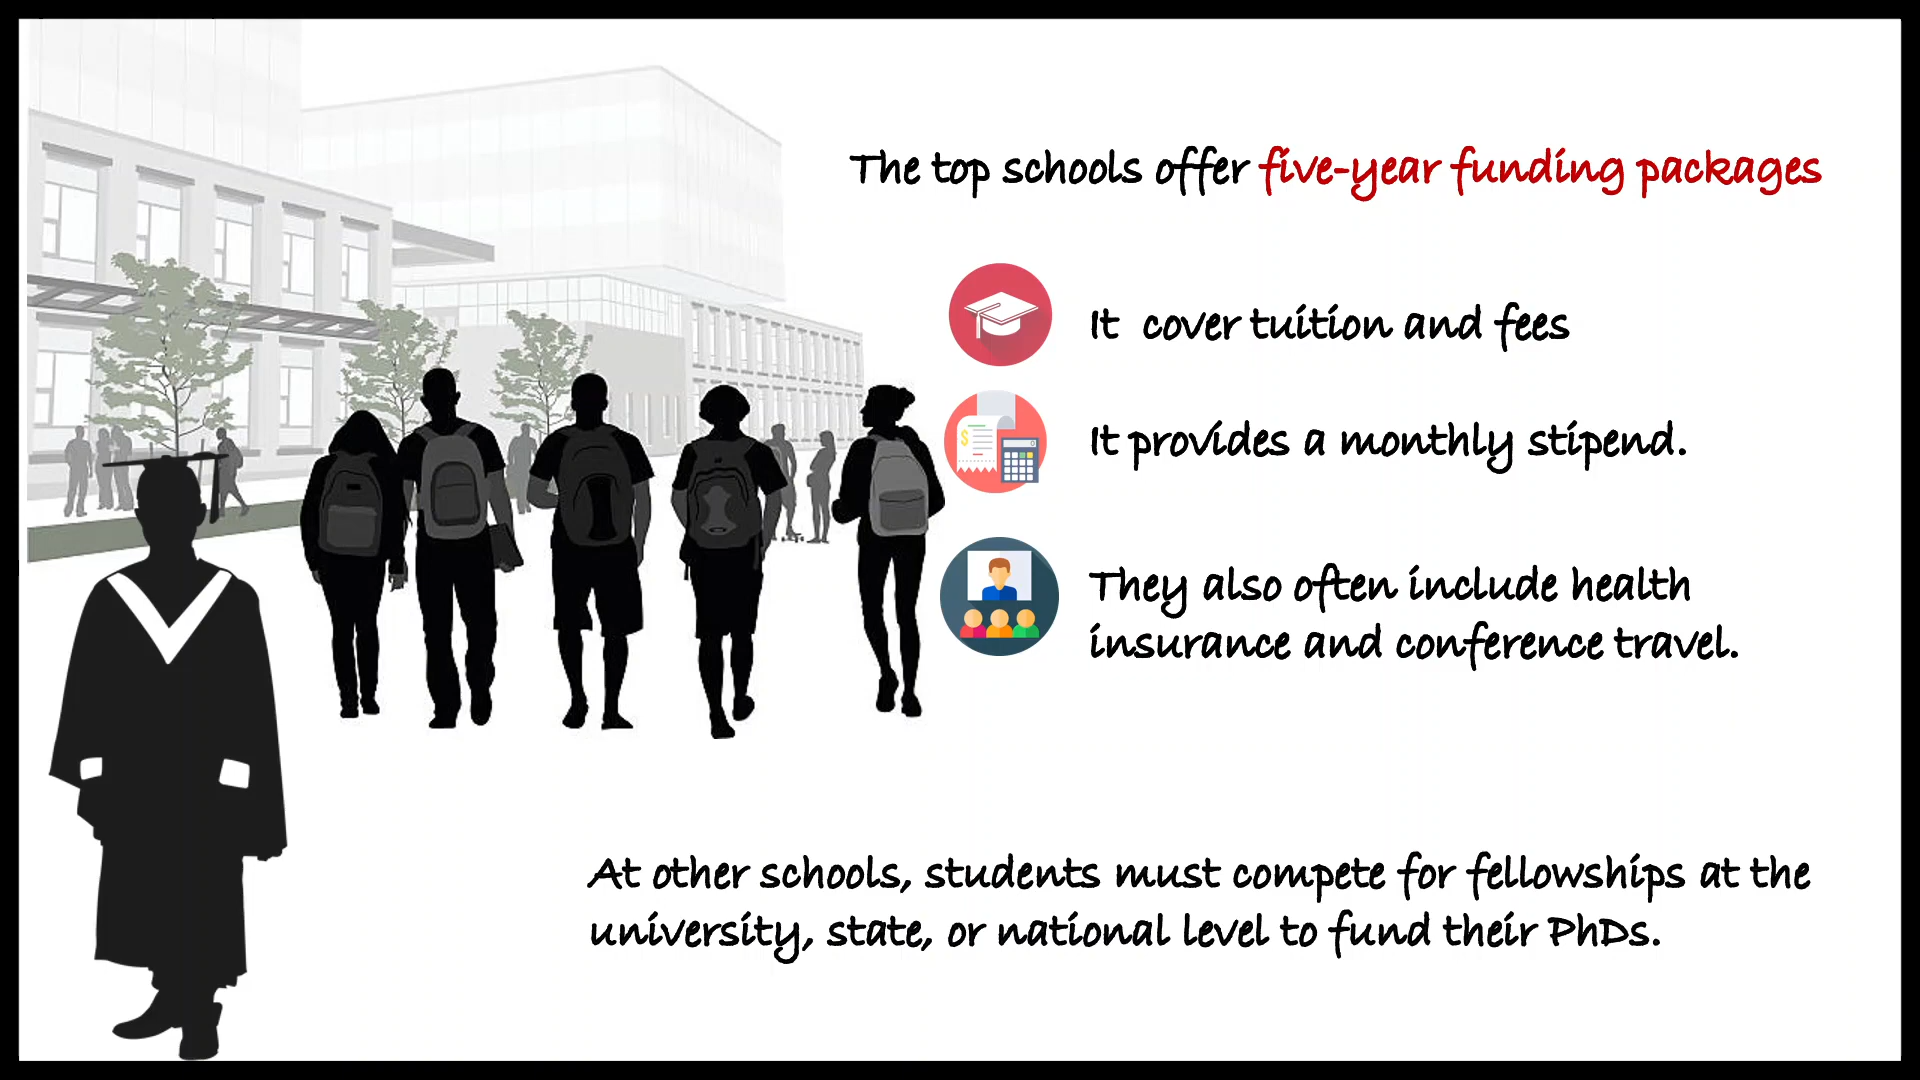 The top schools offer five-year funding packages
It cover tuition and fees
It provides a monthly stipend.
They also often include health
insurance and conference travel.
At other schools, students must compete for fellowships at the
university, state, or national level to fund their PhDs.